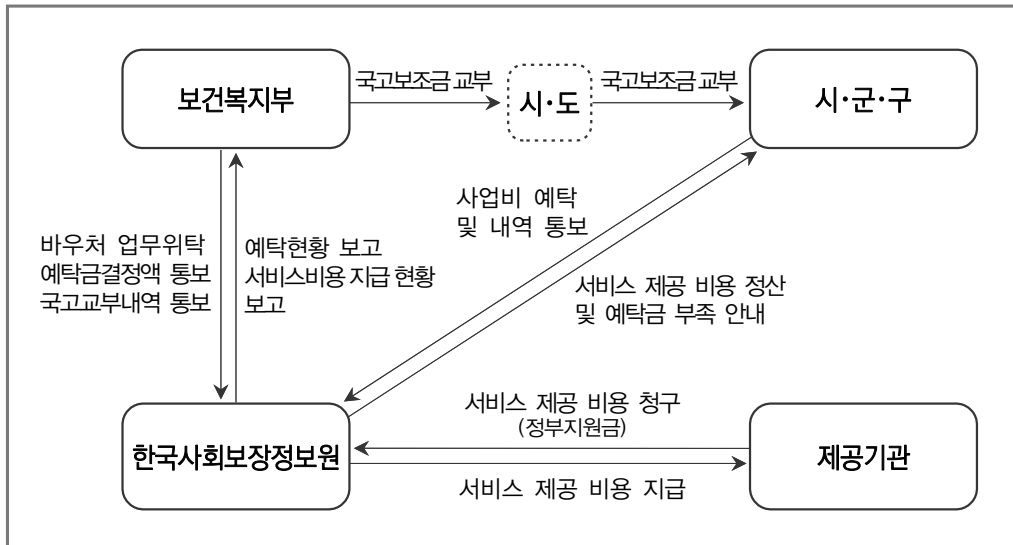 보건복지부
국고보조금 교부
시·도
국고보조금 교부
시·군·구
사업비 예탁
및 내역 통보
바우처 업무위탁
예탁금결정액 통보
국고교부내역 통보
예탁현황 보고
서비스비용 지급 현황
보고
서비스 제공 비용 정산
및 예탁금 부족 안내
한국사회보장정보원
서비스 제공 비용 청구
(정부지원금)
서비스 제공 비용 지급
제공기관